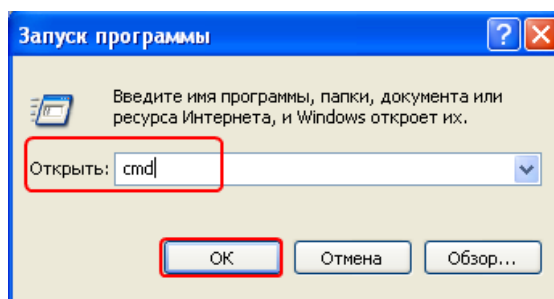 Запуск программы
Введите имя программы, папки, документа или
ресурса Интернета, и Windows откроет их.
Открыть: cmd
ОК Отмена Обзор...